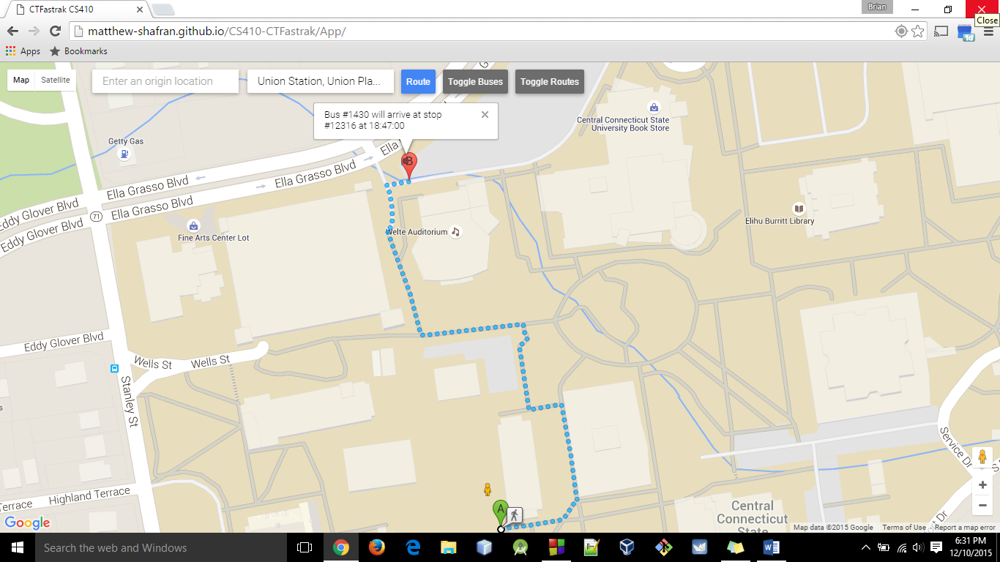 CTFastrak CS410
Brian
Close
matthew-shafran.github.io/CS410-CTFastrak/App/
Apps
Bookmarks
Map
Satellite
Enter an origin location
Union Station, Union Pla...
Route
Toggle Buses
Toggle Routes
Bus #1430 will arrive at stop
#12316 at 18:47:00
B
Getty Gas
Central Connecticut State
University Book Store
Ella
Ella Grasso Blvd
Ella Grasso Blvd
Ella Grasso Blvd
Eddy Glover Blvd
Eddy Glover Blvd
71
Fine Arts Center Lot
Welte Auditorium
Elihu Burritt Library
Eddy Glover Blvd
Wells St
Wells St
Stanley St
Service Dr
Highland Terrace
Terrace
A
Central
Connecticut
State
Google
Map data ©2015 Google
Terms of Use
Report a map error
Search the web and Windows
6:31 PM
12/10/2015